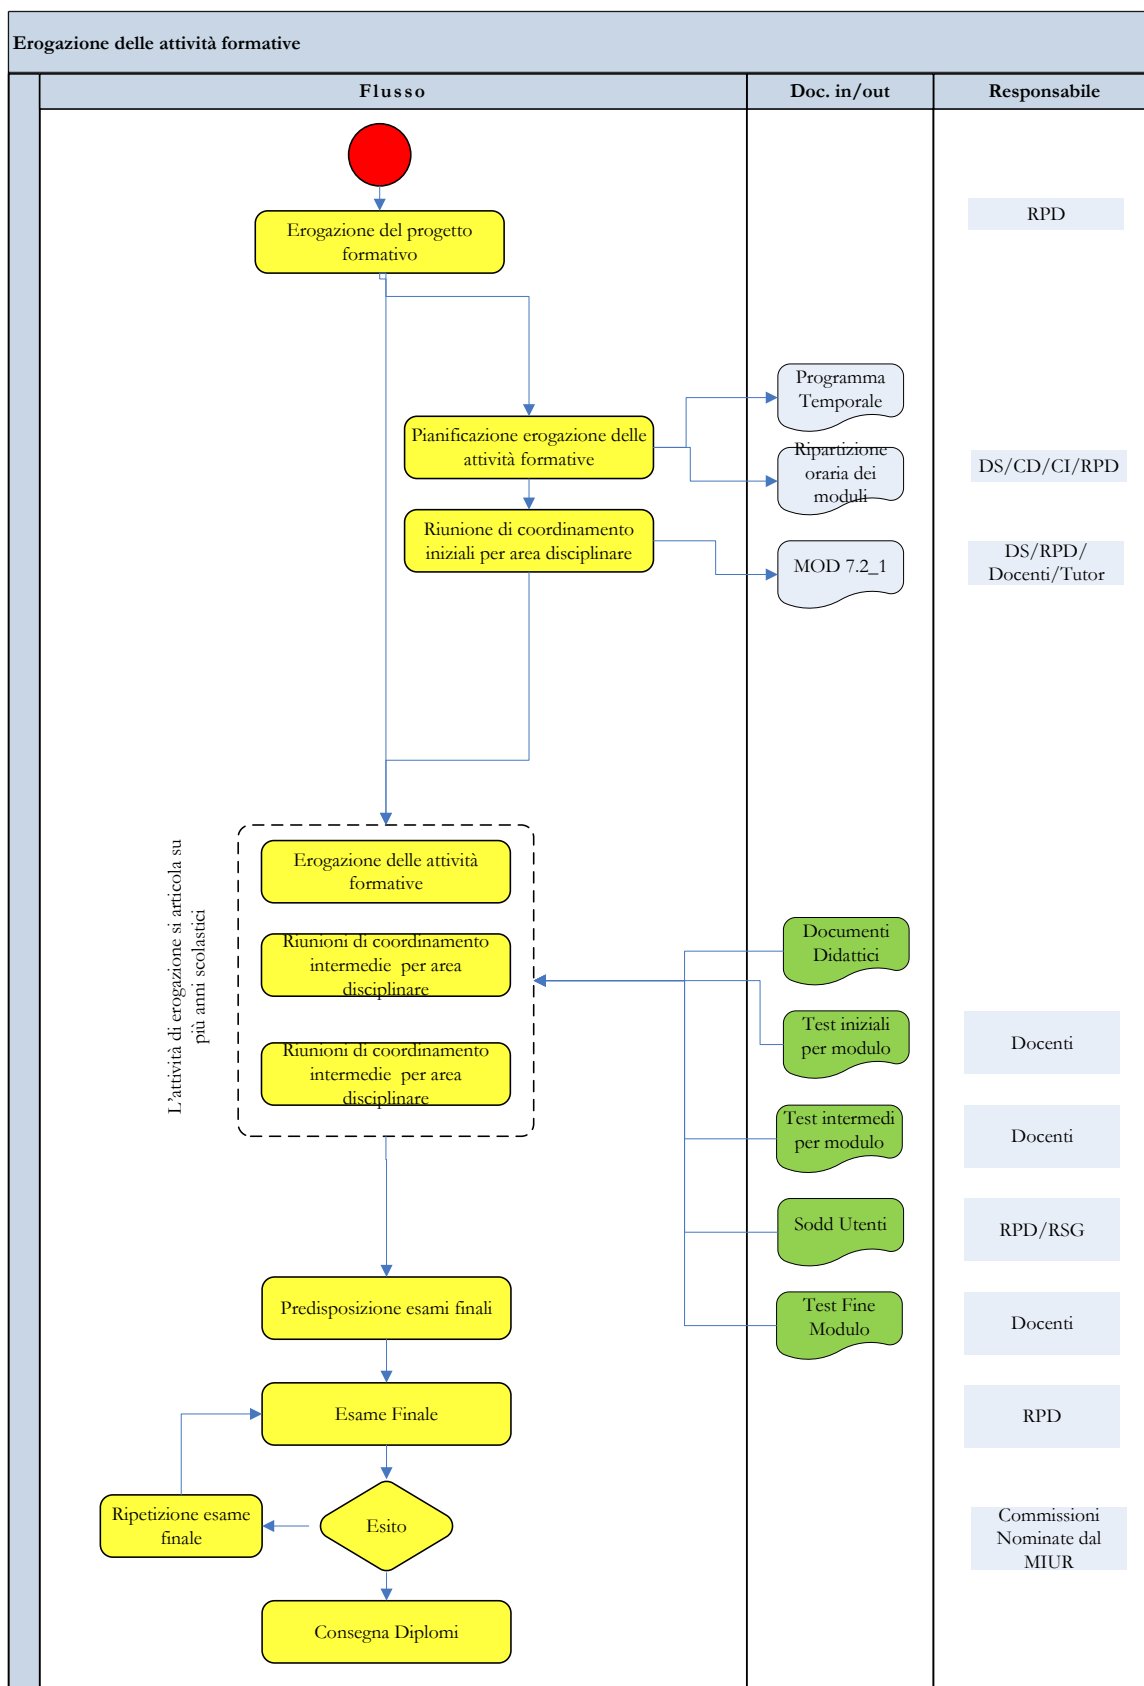 Erogazione delle attività formative
Flusso
Doc. in/out
Responsabile
RPD
Erogazione del progetto
formativo
Programma
Temporale
Pianificazione erogazione delle
attività formative
Ripartizione
oraria dei
moduli
DS/CD/CI/RPD
Riunione di coordinamento
iniziali per area disciplinare
MOD 7.2_1
DS/RPD/
Docenti/Tutor
L'attività di erogazione si articola su
più anni scolastici
Erogazione delle attività
formative
Riunioni di coordinamento
intermedie per area
disciplinare
Riunioni di coordinamento
intermedie per area
disciplinare
Documenti
Didattici
Test iniziali
per modulo
Docenti
Test intermedi
per modulo
Docenti
Sodd Utenti
RPD/RSG
Predisposizione esami finali
Test Fine
Modulo
Docenti
Esame Finale
RPD
Ripetizione esame
finale
Esito
Commissioni
Nominate dal
MIUR
Consegna Diplomi